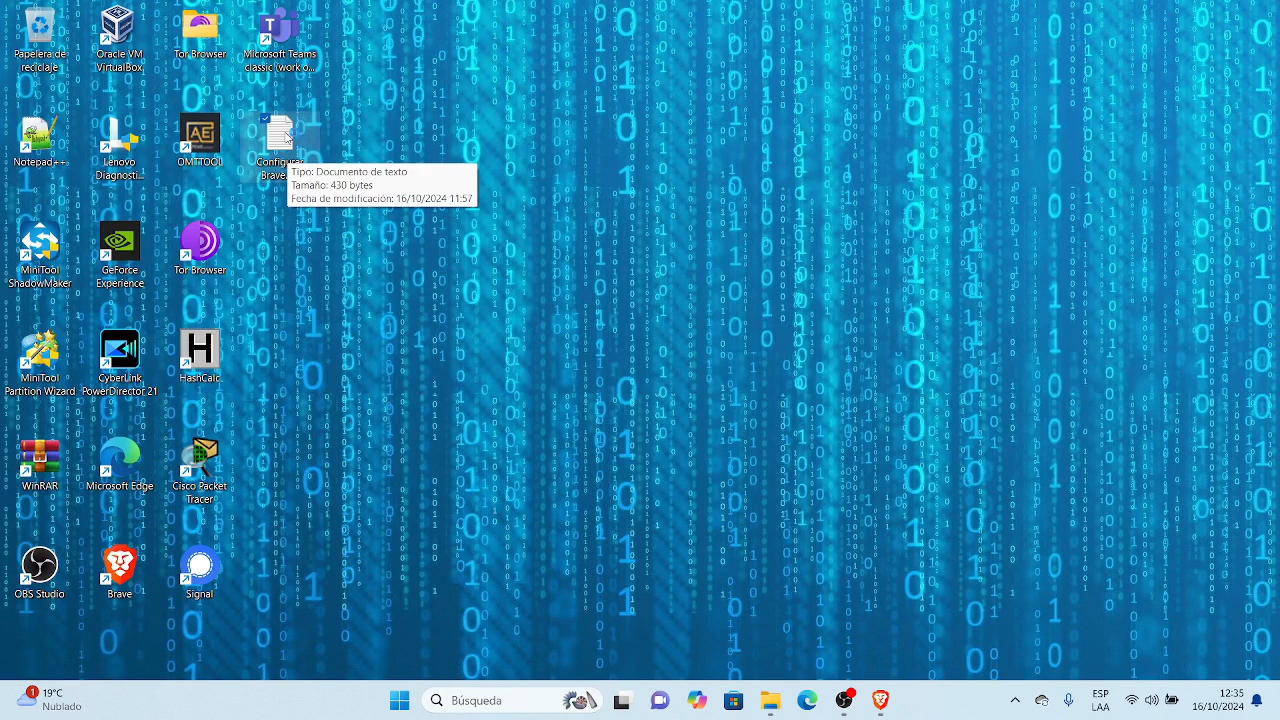 Papelera de
reciclaje
Oracle VM
VirtualBox
Tor Browser
Microsoft Teams
classic (work o...
Notepad++
Lenovo
Diagnosti...
OMTTOOL
Configurar
Brave
Tipo: Documento de texto
Tamaño: 430 bytes
Fecha de modificación: 16/10/2024 11:57
MiniTool
ShadowMaker
GeForce
Experience
Tor Browser
MiniTool
Partition Wizard
CyberLink
PowerDirector 21
HashCalc
WinRAR
Microsoft Edge
Cisco Packet
Tracer
OBS Studio
Brave
Signal
1
19°C
Nublado
Búsqueda
ESP
LAA
12:35
16/10/2024